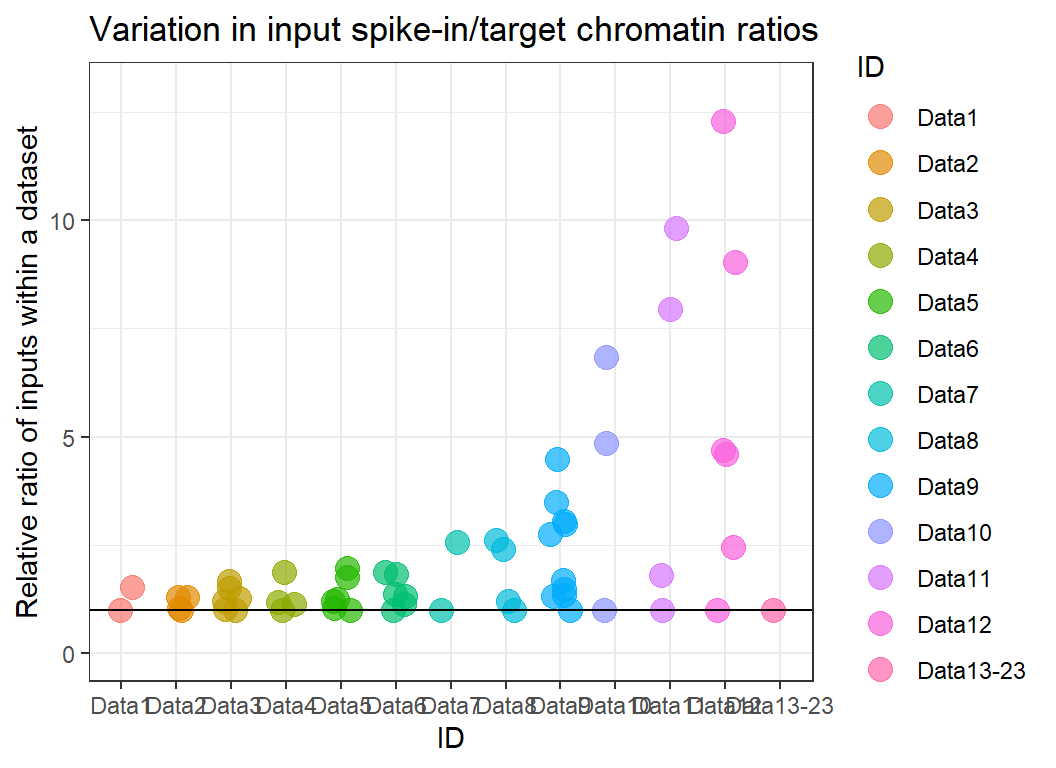 Variation in input spike-in/target chromatin ratios
Relative ratio of inputs within a dataset
10
5
0
Data1 Data2 Data3 Data4 Data5 Data6 Data7 Data8 Data9 Data10 Data11 Data12 Data13-23
ID
ID
Data1
Data2
Data3
Data4
Data5
Data6
Data7
Data8
Data9
Data10
Data11
Data12
Data13-23